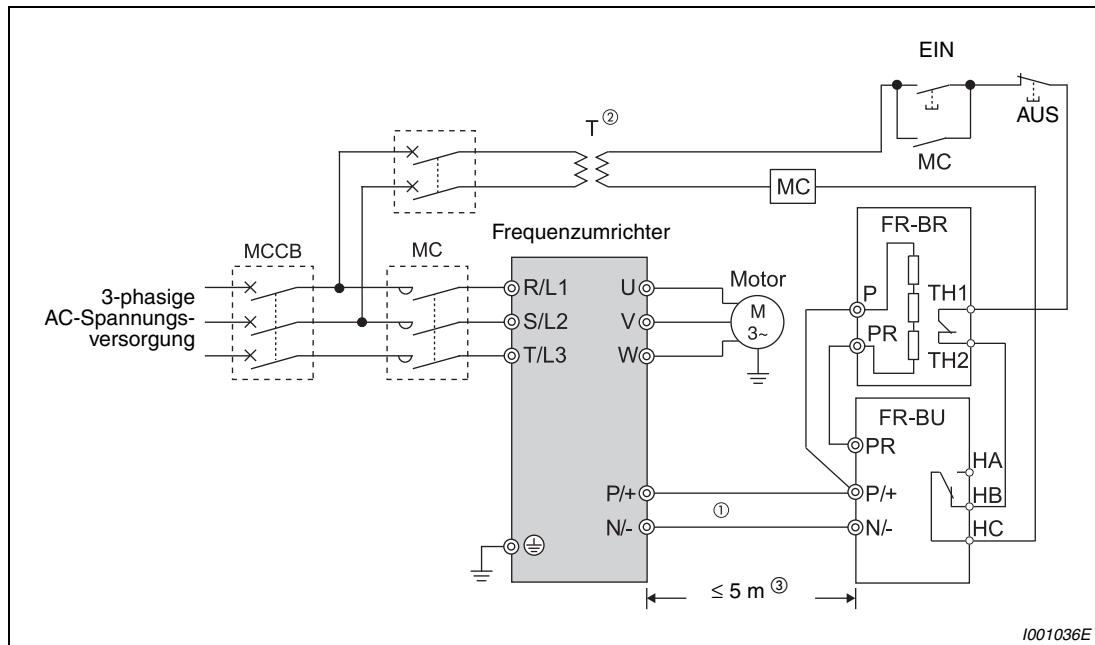 EIN
AUS
T ②
MC
MC
FR-BR
Frequenzumrichter
MCCB
MC
3-phasige
AC-Spannungs-
versorgung
R/L1
S/L2
T/L3
U
V
W
Motor
M
3~
P
PR
TH1
TH2
FR-BU
PR
P/+
N/-
P/+
N/-
HA
HB
HC
①
≤ 5 m ③
I001036E